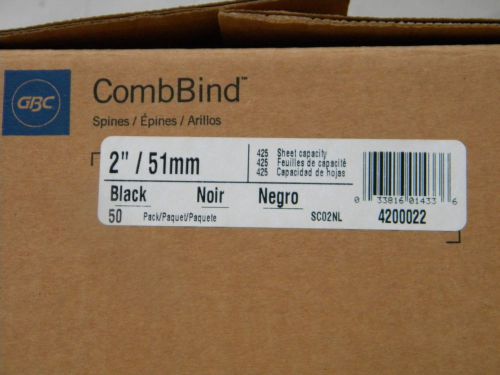 GBC
CombBind™
Spines / Épines / Arillos
2" / 51mm
425 Sheet capacity
425 Feuilles de capacité
425 Capacidad de hojas
Black Noir Negro
50 Pack/Paquet/Paquete
SC02NL
0 33816 01433 6
4200022